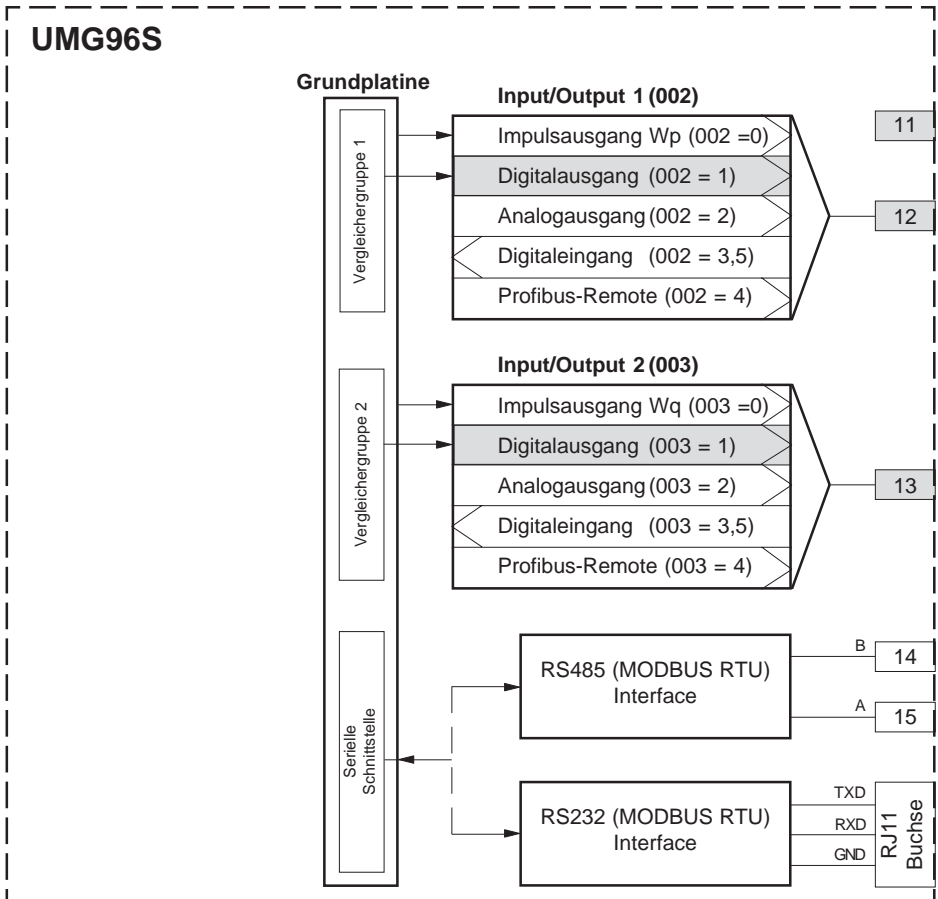 UMG96S
Grundplatine
Vergleichergruppe 1
Input/Output 1 (002)
Impulsausgang Wp (002 =0)
Digitalausgang (002 = 1)
Analogausgang (002 = 2)
Digitaleingang (002 = 3,5)
Profibus-Remote (002 = 4)
11
12
Vergleichergruppe 2
Input/Output 2 (003)
Impulsausgang Wq (003 =0)
Digitalausgang (003 = 1)
Analogausgang (003 = 2)
Digitaleingang (003 = 3,5)
Profibus-Remote (003 = 4)
13
Serielle
Schnittstelle
RS485 (MODBUS RTU)
Interface
B
14
A
15
RS232 (MODBUS RTU)
Interface
TXD
RXD
GND
RJ11
Buchse